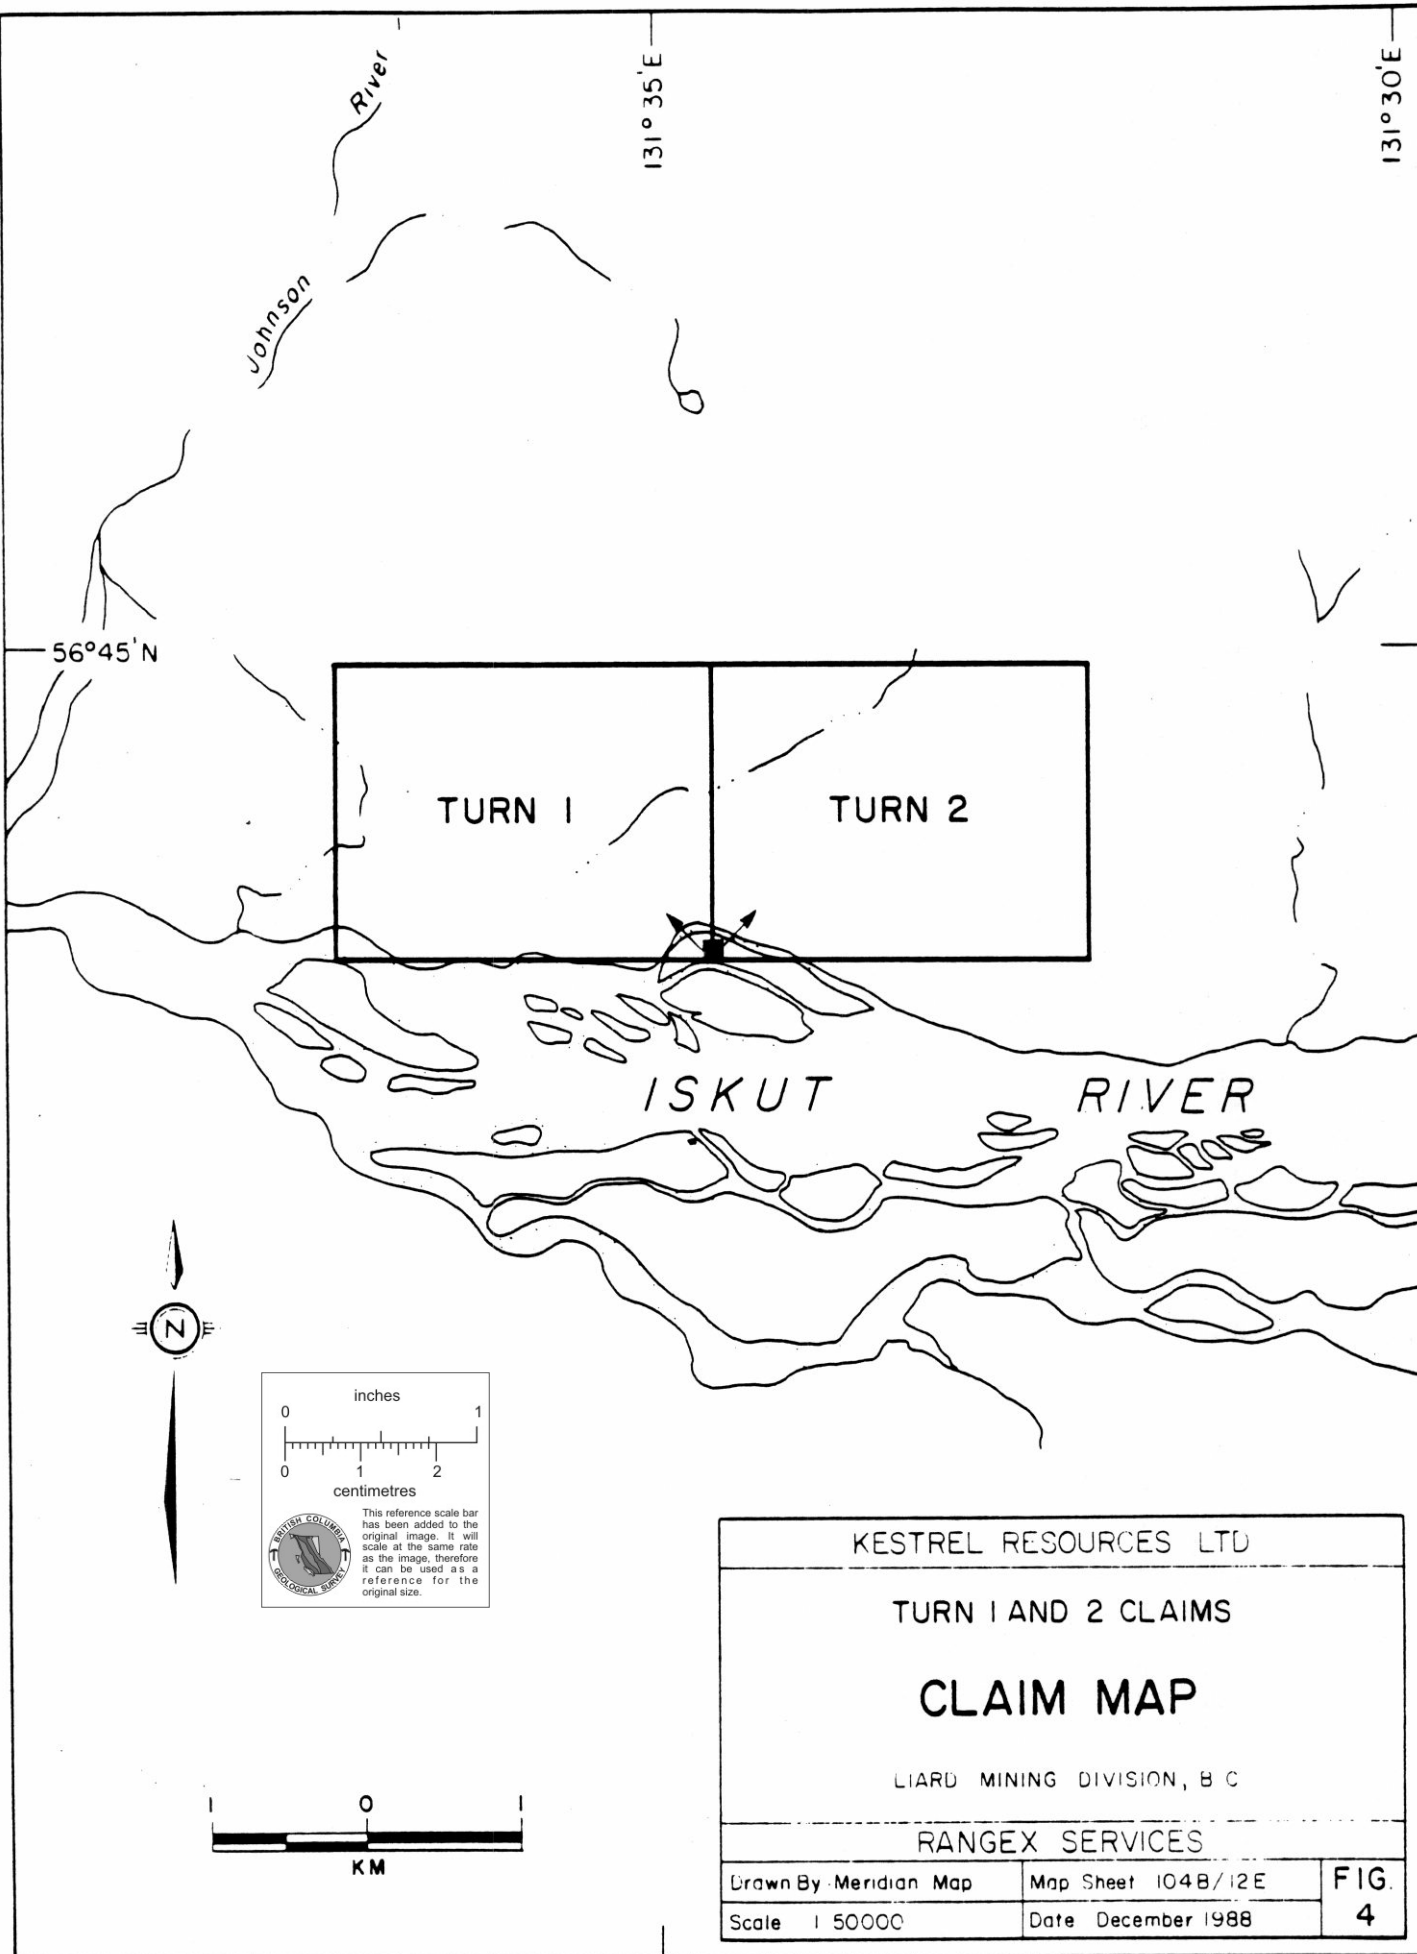 River
131° 35' E
131° 30' E
Johnson
56°45'N
TURN 1
TURN 2
ISKUT RIVER
N
inches
0 1
0 1 2
centimetres
This reference scale bar
has been added to the
original image. It will
scale at the same rate
as the image, therefore
it can be used as a
reference for the
original size.
BRITISH COLUMBIA
GEOLOGICAL SURVEY
1 0 1
KM
KESTREL RESOURCES LTD
TURN 1 AND 2 CLAIMS
CLAIM MAP
LIARD MINING DIVISION, B C
RANGEX SERVICES
Drawn By Meridian Map
Map Sheet 104B/12E
FIG.
4
Scale 1 50000
Date December 1988